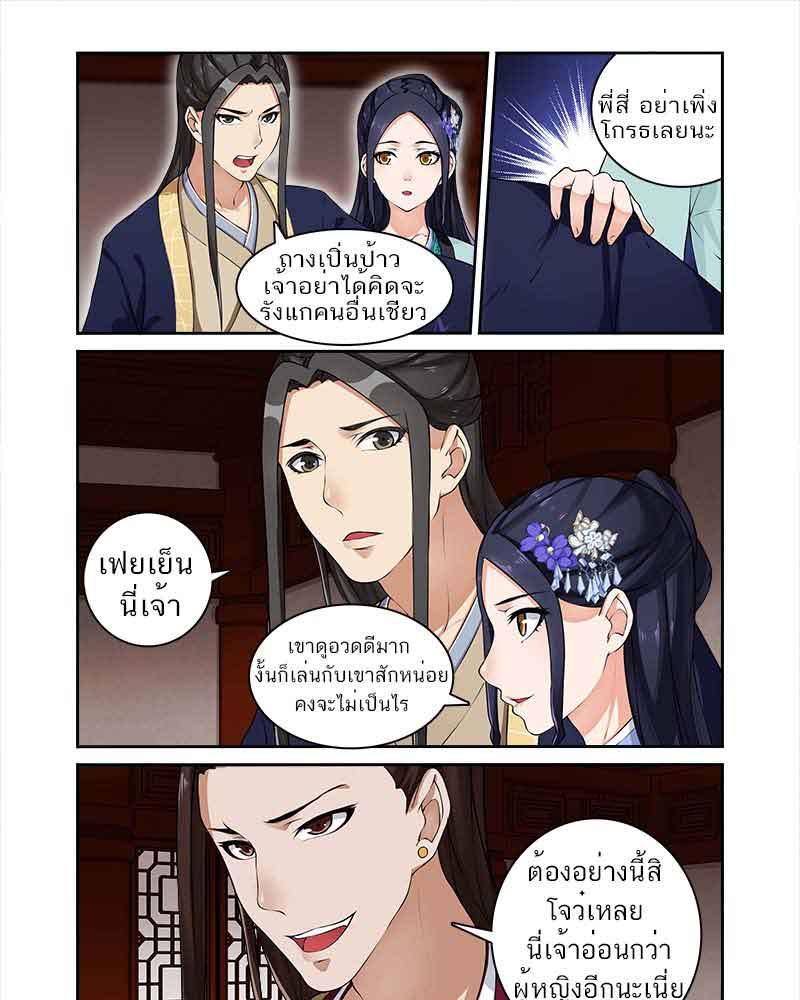 ถางเปิ่นป้าว
เจ้าอย่าได้คิดจะ
รังแกคนอื่นเชียว
พี่สี่ อย่าเพิ่ง
โกรธเลยนะ
เฟยเย็น
นี่เจ้า
เขาดูอวดดีมาก
งั้นก็เล่นกับเขาสักหน่อย
คงจะไม่เป็นไร
ต้องอย่างนี้สิ
โจว๋เหลย
นี่เจ้าอ่อนกว่า
ผู้หญิงอีกนะเนี่ย